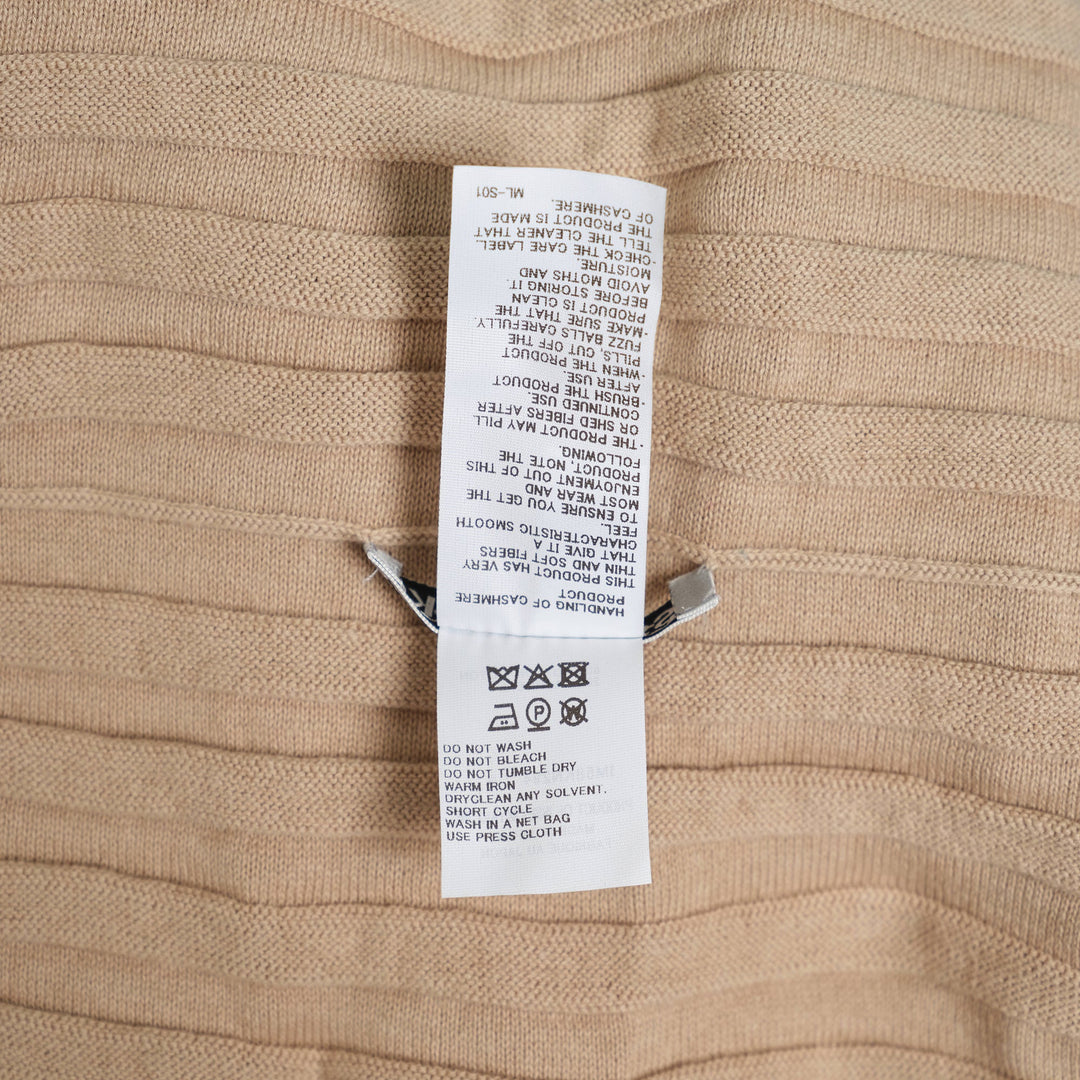 HANDLING OF CASHMERE
PRODUCT
THIS PRODUCT HAS VERY
THIN AND SOFT FIBERS
THAT GIVE IT A
CHARACTERISTIC SMOOTH
FEEL.
TO ENSURE YOU GET THE
MOST WEAR AND
ENJOYMENT OUT OF THIS
PRODUCT, NOTE THE
FOLLOWING.
・THE PRODUCT MAY PILL
OR SHED FIBERS AFTER
CONTINUED USE.
・BRUSH THE PRODUCT
AFTER USE.
・WHEN THE PRODUCT
PILLS, CUT OFF THE
FUZZ BALLS CAREFULLY.
・MAKE SURE THAT THE
PRODUCT IS CLEAN
BEFORE STORING IT.
AVOID MOTHS AND
MOISTURE.
・CHECK THE CARE LABEL.
TELL THE CLEANER THAT
THE PRODUCT IS MADE
OF CASHMERE.
ML-S01
P
W
DO NOT WASH
DO NOT BLEACH
DO NOT TUMBLE DRY
WARM IRON
DRYCLEAN ANY SOLVENT.
SHORT CYCLE
WASH IN A NET BAG
USE PRESS CLOTH